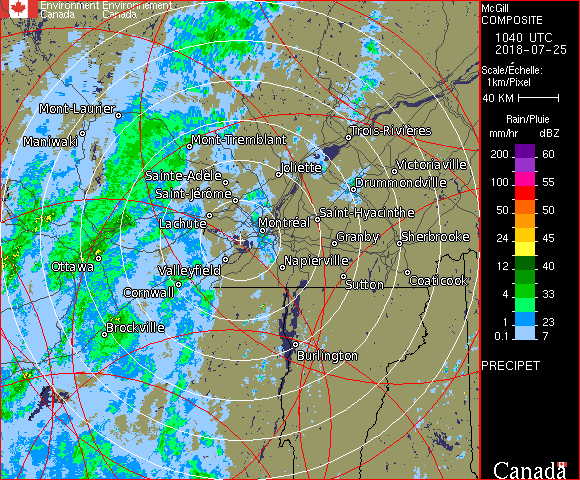 Environment Environnement
Canada Canada
McGill
COMPOSITE
1040 UTC
2018-07-25
Scale/Échelle:
1km/Pixel
40 KM
Rain/Pluie
mm/hr dBZ
200 60
150 57
100 55
50 50
24 45
12 40
4 33
1 23
0.1 7
PRECIPET
Canada
Mont-Laurier
Maniwaki
Mont-Tremblant
Trois-Rivières
Joliette
Victoriaville
Sainte-Adèle
Drummondville
Saint-Jérôme
Saint-Hyacinthe
Lachute
Montréal
Granby
Sherbrooke
Ottawa
Valleyfield
Napierville
Cornwall
Sutton
Coaticook
Brockville
Burlington